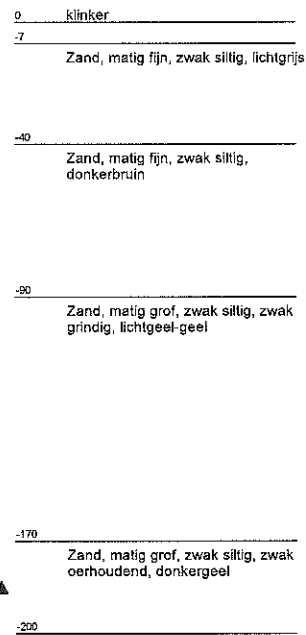 0 klinker
-7
Zand, matig fijn, zwak siltig, lichtgrijs
-40
Zand, matig fijn, zwak siltig,
donkerbruin
-90
Zand, matig grof, zwak siltig, zwak
grindig, lichtgeel-geel
-170
Zand, matig grof, zwak siltig, zwak
oerhoudend, donkergeel
-200